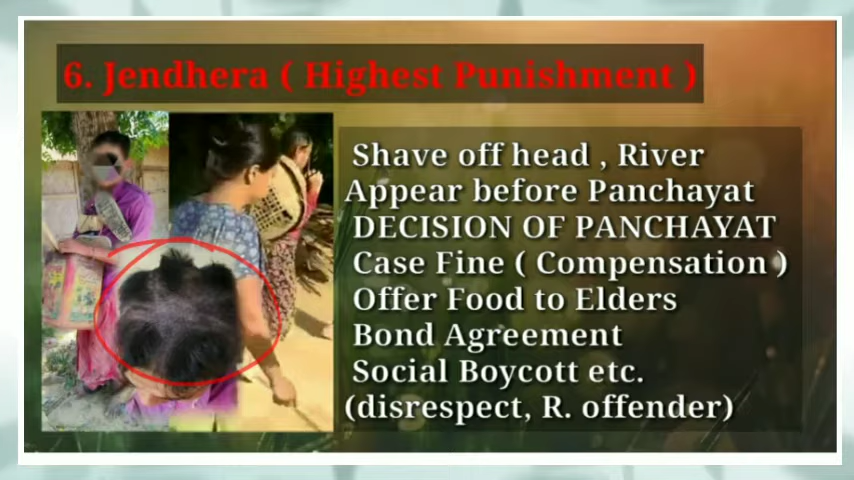 6. Jendhera ( Highest Punishment )
Shave off head , River
Appear before Panchayat
DECISION OF PANCHAYAT
Case Fine ( Compensation )
Offer Food to Elders
Bond Agreement
Social Boycott etc.
(disrespect, R. offender)